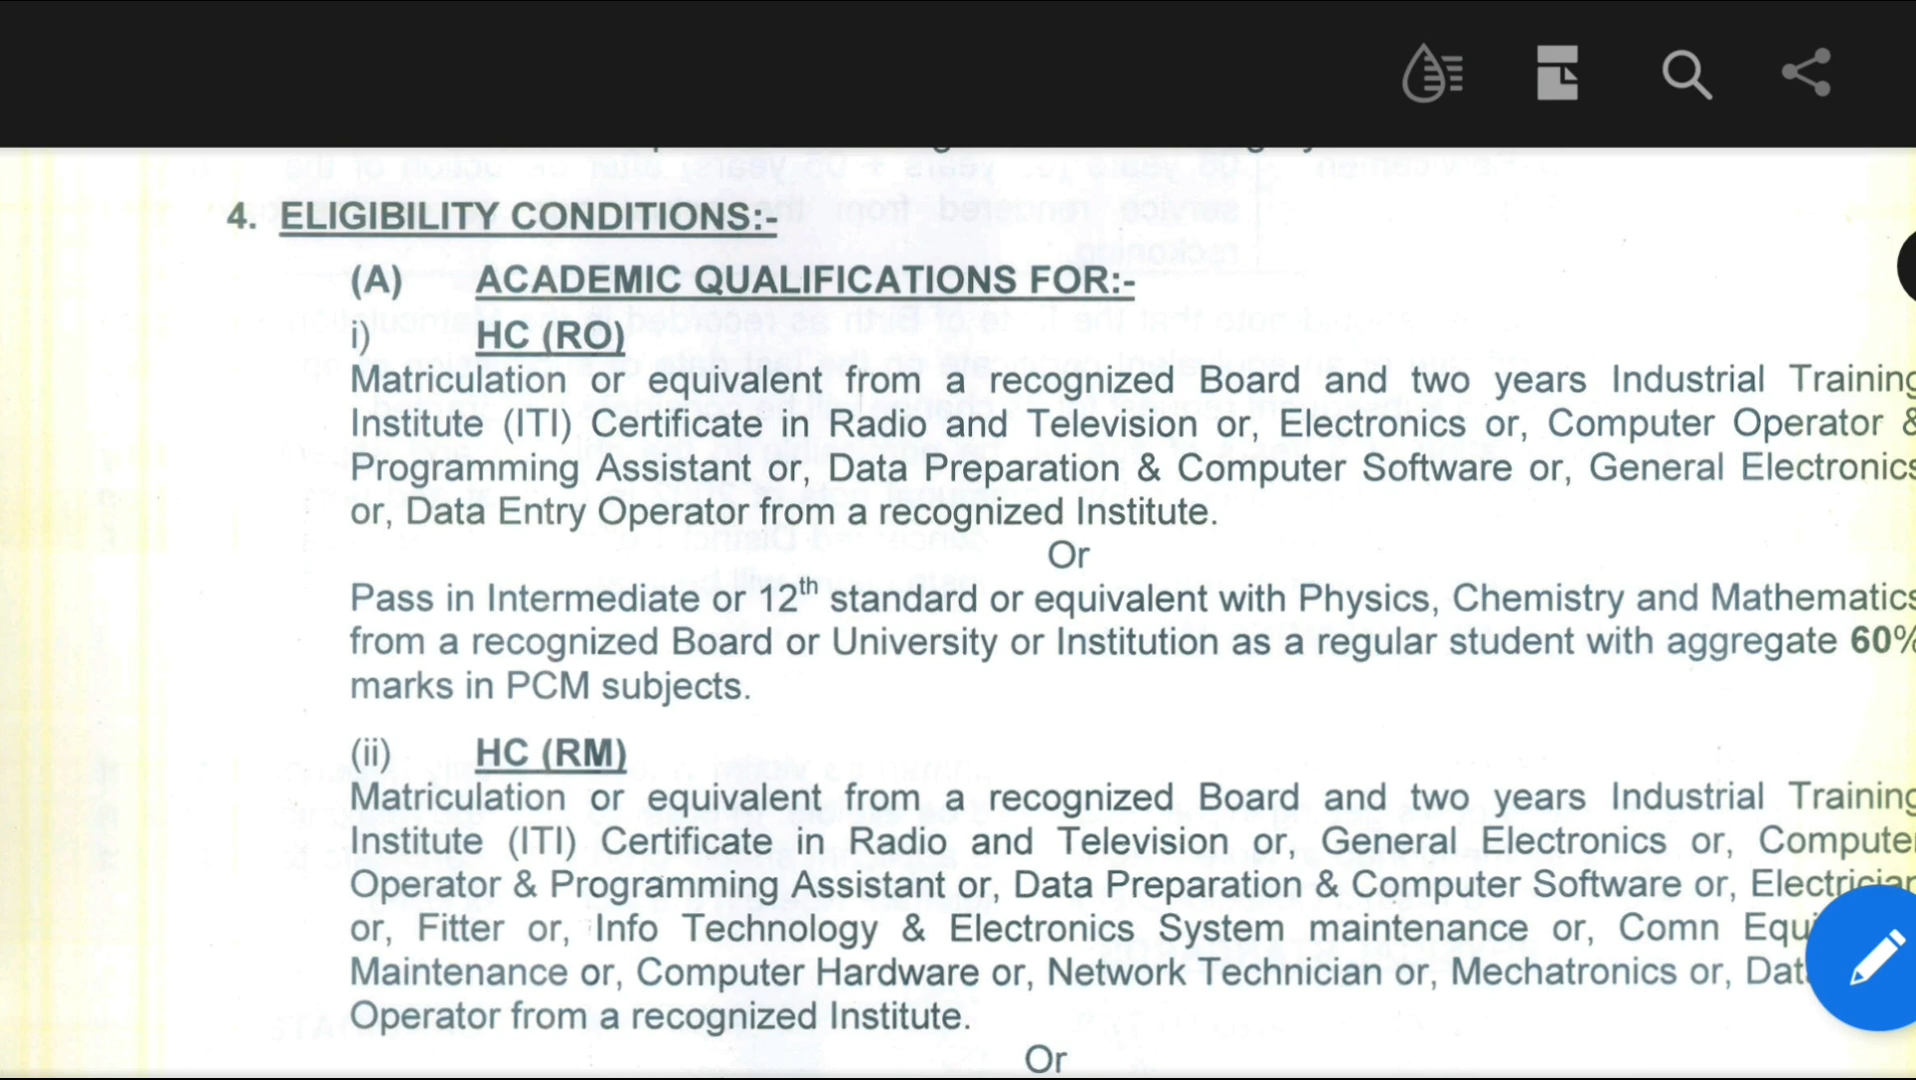 4. ELIGIBILITY CONDITIONS:-
(A) ACADEMIC QUALIFICATIONS FOR:-
i) HC (RO)
Matriculation or equivalent from a recognized Board and two years Industrial Training
Institute (ITI) Certificate in Radio and Television or, Electronics or, Computer Operator &
Programming Assistant or, Data Preparation & Computer Software or, General Electronics
or, Data Entry Operator from a recognized Institute.
Or
Pass in Intermediate or 12th standard or equivalent with Physics, Chemistry and Mathematics
from a recognized Board or University or Institution as a regular student with aggregate 60%
marks in PCM subjects.
(ii) HC (RM)
Matriculation or equivalent from a recognized Board and two years Industrial Training
Institute (ITI) Certificate in Radio and Television or, General Electronics or, Computer
Operator & Programming Assistant or, Data Preparation & Computer Software or, Electrician
or, Fitter or, Info Technology & Electronics System maintenance or, Comn Equi
Maintenance or, Computer Hardware or, Network Technician or, Mechatronics or, Dat
Operator from a recognized Institute.
Or